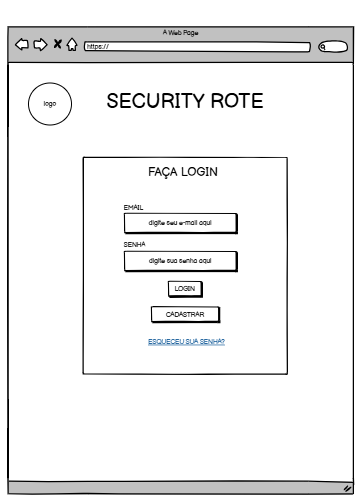 A Web Page
https://
logo
SECURITY ROTE
FAÇA LOGIN
EMAIL
digite seu e-mail aqui
SENHA
digite sua senha aqui
LOGIN
CADASTRAR
ESQUECEU SUA SENHA?